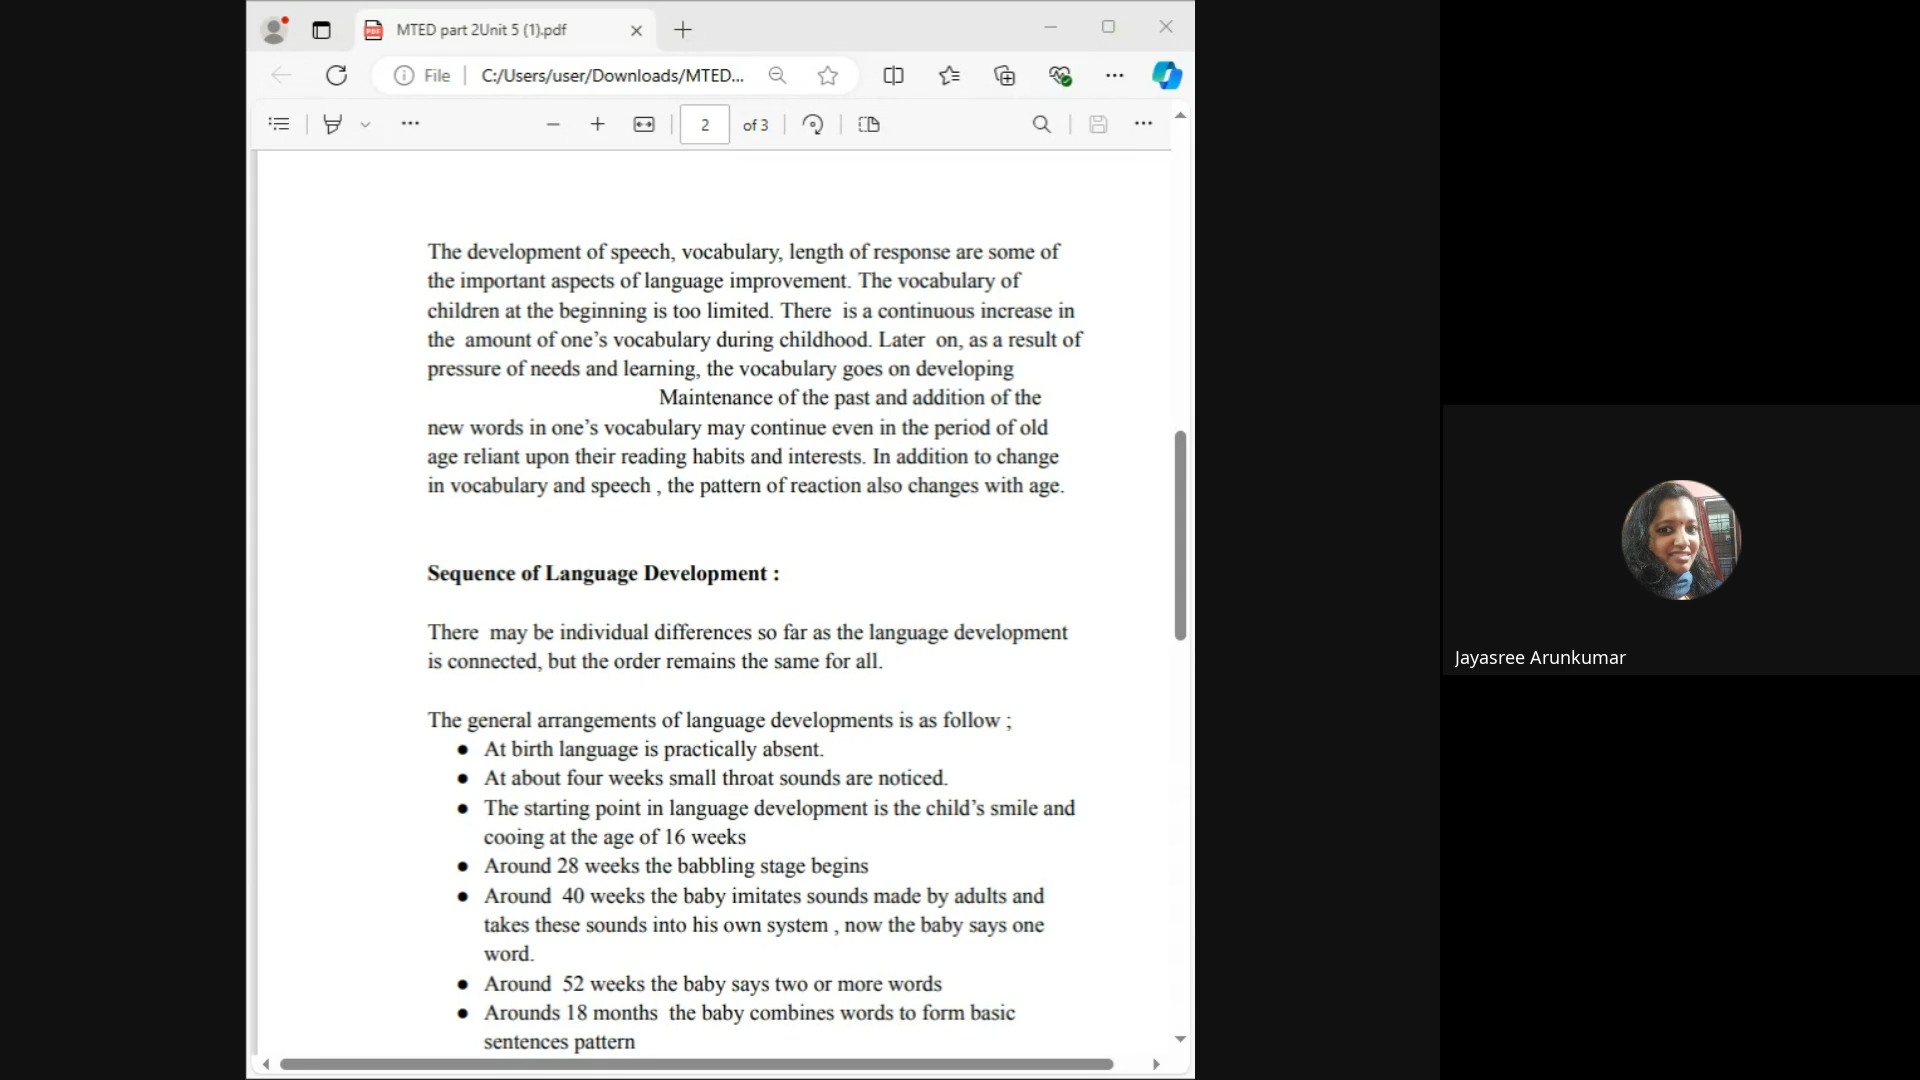 MTED part 2Unit 5 (1).pdf
File
C:/Users/user/Downloads/MTED...
2 of 3
The development of speech, vocabulary, length of response are some of
the important aspects of language improvement. The vocabulary of
children at the beginning is too limited. There is a continuous increase in
the amount of one’s vocabulary during childhood. Later on, as a result of
pressure of needs and learning, the vocabulary goes on developing
Maintenance of the past and addition of the
new words in one’s vocabulary may continue even in the period of old
age reliant upon their reading habits and interests. In addition to change
in vocabulary and speech , the pattern of reaction also changes with age.
Sequence of Language Development :
There may be individual differences so far as the language development
is connected, but the order remains the same for all.
The general arrangements of language developments is as follow ;
● At birth language is practically absent.
● At about four weeks small throat sounds are noticed.
● The starting point in language development is the child’s smile and
cooing at the age of 16 weeks
● Around 28 weeks the babbling stage begins
● Around 40 weeks the baby imitates sounds made by adults and
takes these sounds into his own system , now the baby says one
word.
● Around 52 weeks the baby says two or more words
● Arounds 18 months the baby combines words to form basic
sentences pattern
Jayasree Arunkumar